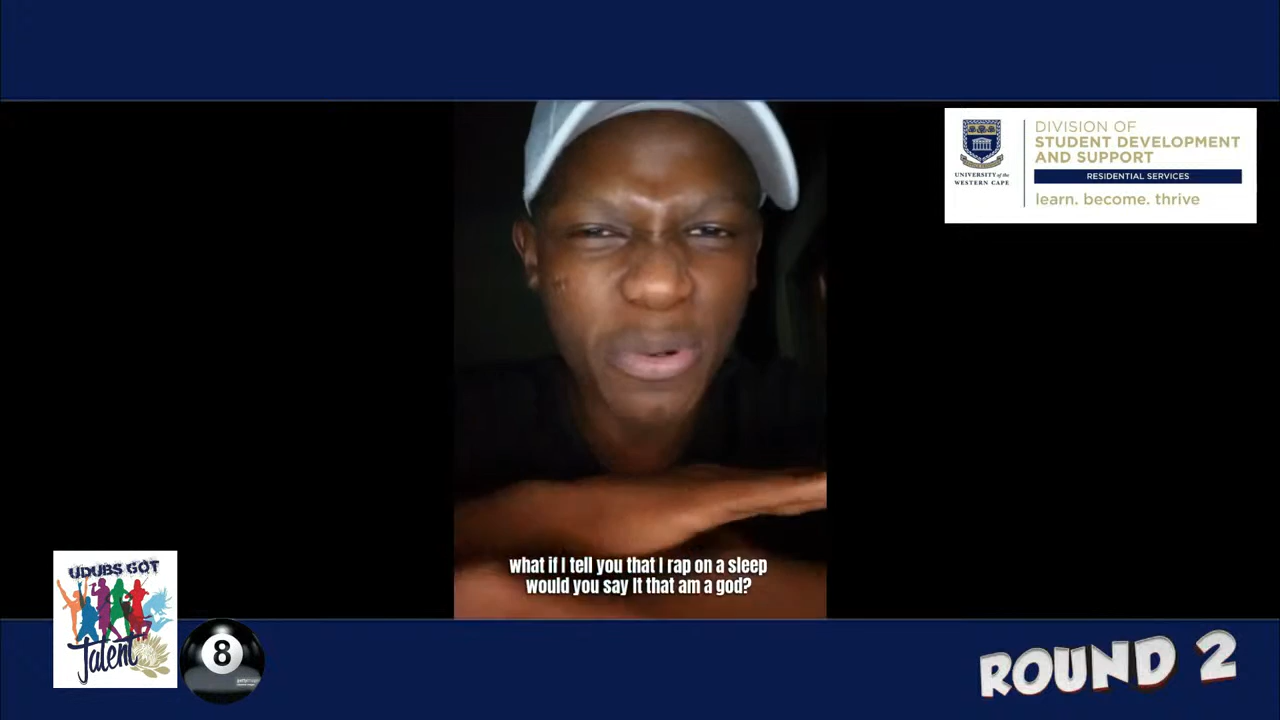 DIVISION OF
STUDENT DEVELOPMENT
AND SUPPORT
RESIDENTIAL SERVICES
learn. become. thrive
UNIVERSITY of the
WESTERN CAPE
what if I tell you that I rap on a sleep
would you say It that am a god?
UDUBS GOT
Talent
8
ROUND 2